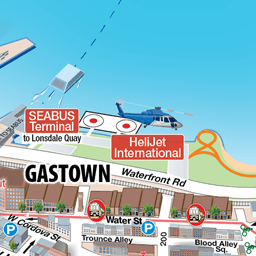 SEABUS
Terminal
to Lonsdale Quay
HeliJet
International
GASTOWN
Waterfront Rd
Water St
W Cordova St
P
P
P
200
Trounce Alley
Blood Alley
Sq.